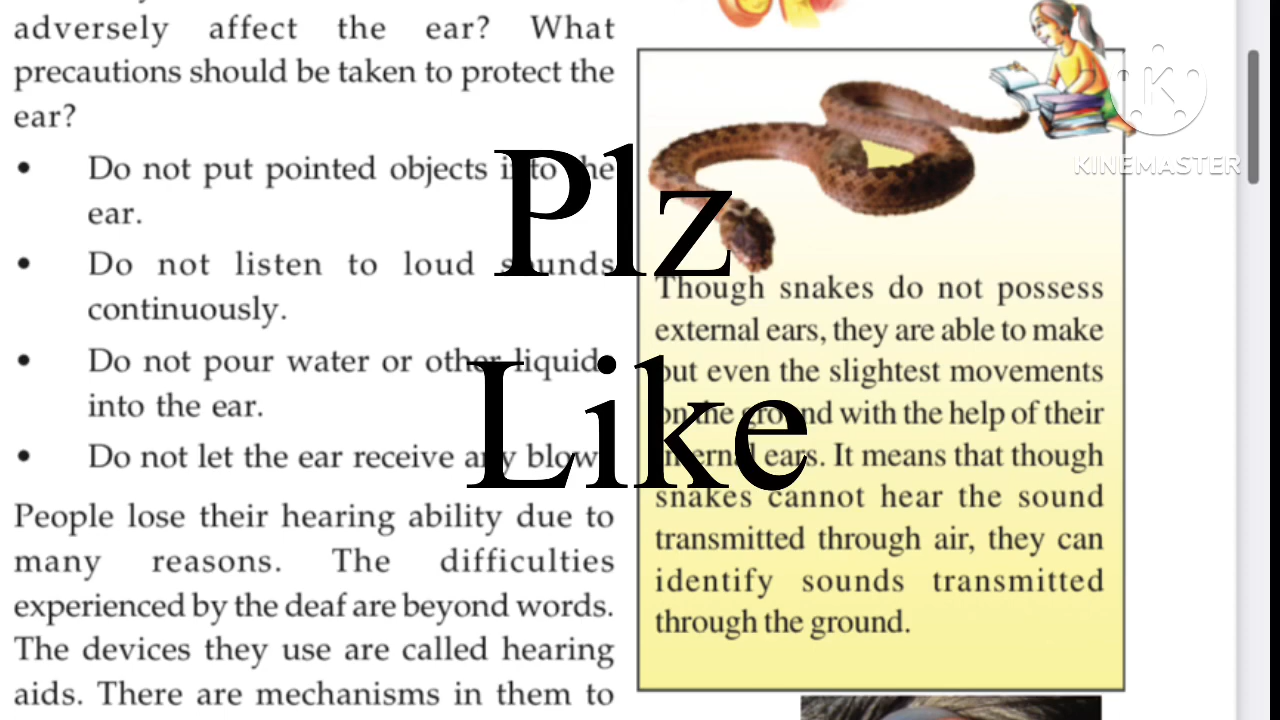 adversely affect the ear? What
precautions should be taken to protect the
ear?
• Do not put pointed objects into the
ear.
• Do not listen to loud sounds
continuously.
• Do not pour water or other liquids
into the ear.
• Do not let the ear receive any blow.
People lose their hearing ability due to
many reasons. The difficulties
experienced by the deaf are beyond words.
The devices they use are called hearing
aids. There are mechanisms in them to
Though snakes do not possess
external ears, they are able to make
out even the slightest movements
on the ground with the help of their
internal ears. It means that though
snakes cannot hear the sound
transmitted through air, they can
identify sounds transmitted
through the ground.
Plz
Like
K
KINEMASTER